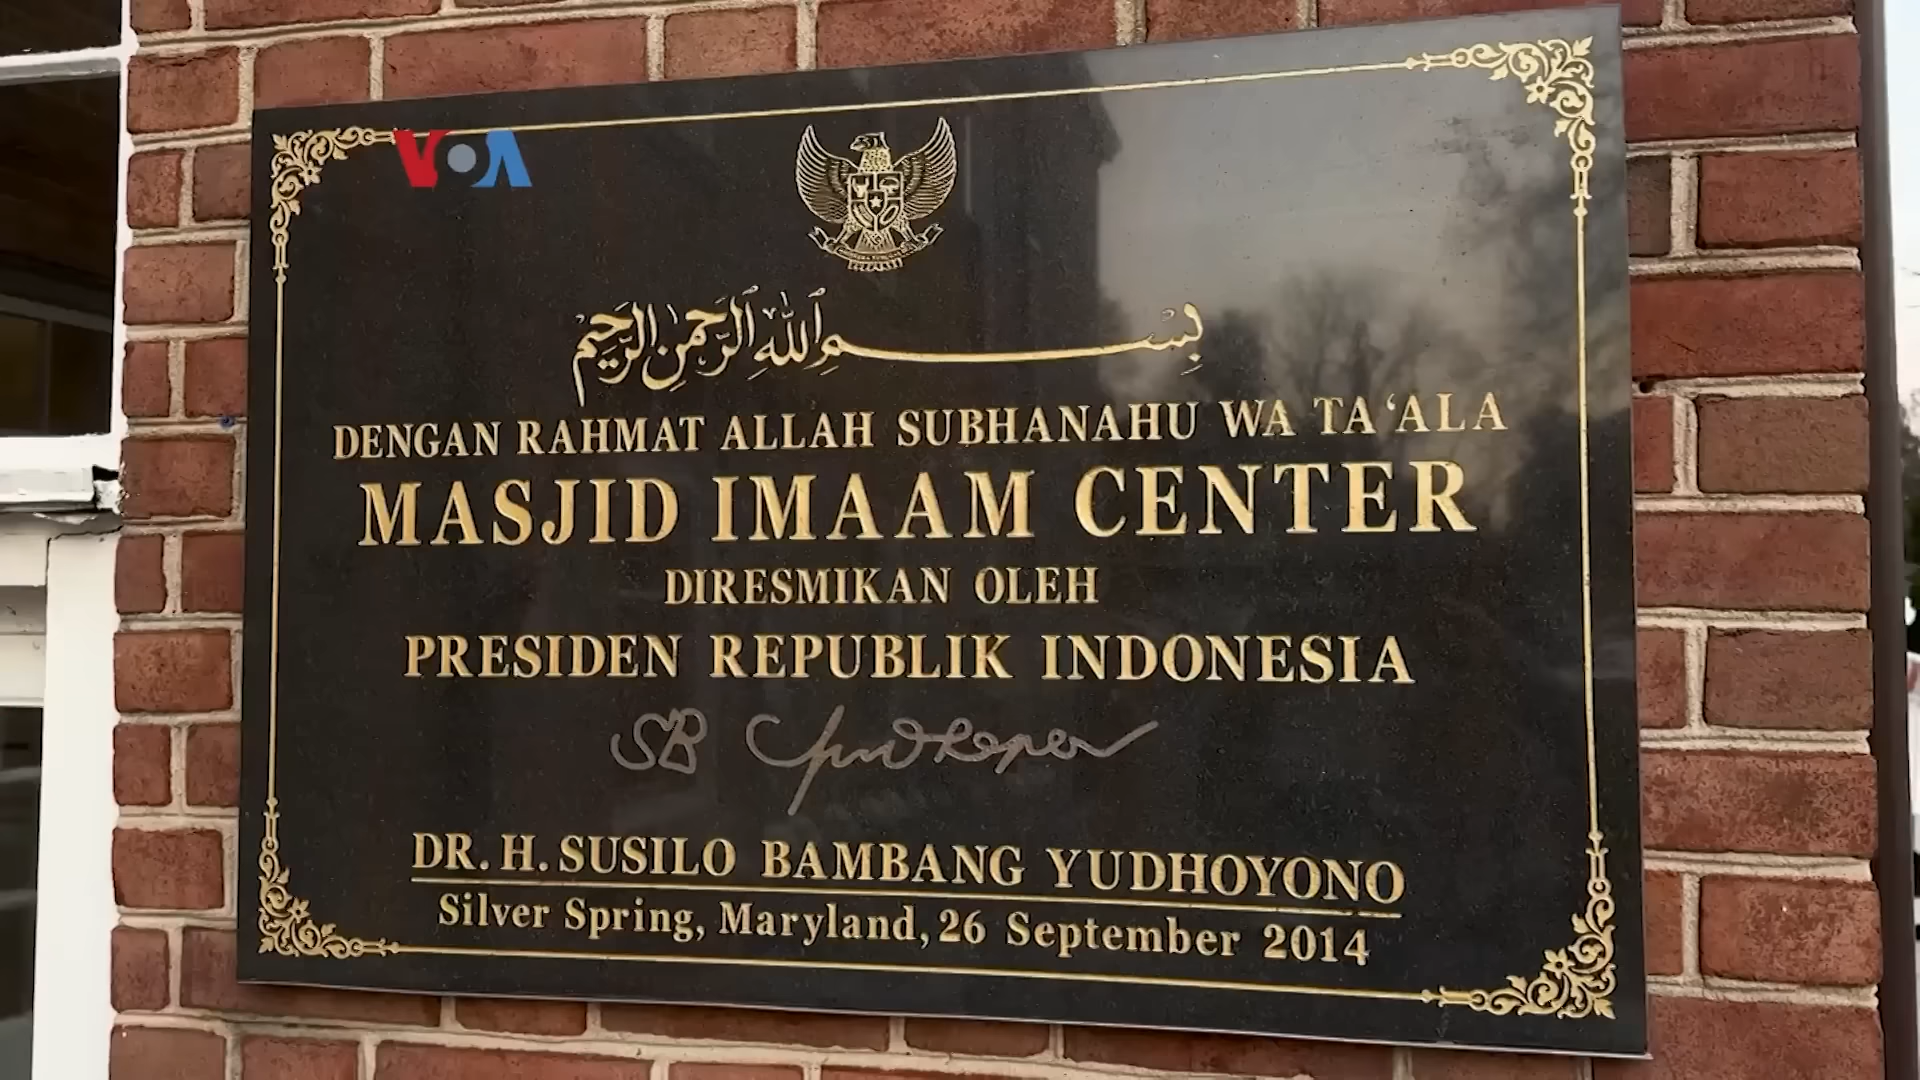 VOA
بِسْمِ اللهِ الرَّحْمٰنِ الرَّحِيْمِ
DENGAN RAHMAT ALLAH SUBHANAHU WA TA‘ALA
MASJID IMAAM CENTER
DIRESMIKAN OLEH
PRESIDEN REPUBLIK INDONESIA
DR. H. SUSILO BAMBANG YUDHOYONO
Silver Spring, Maryland, 26 September 2014